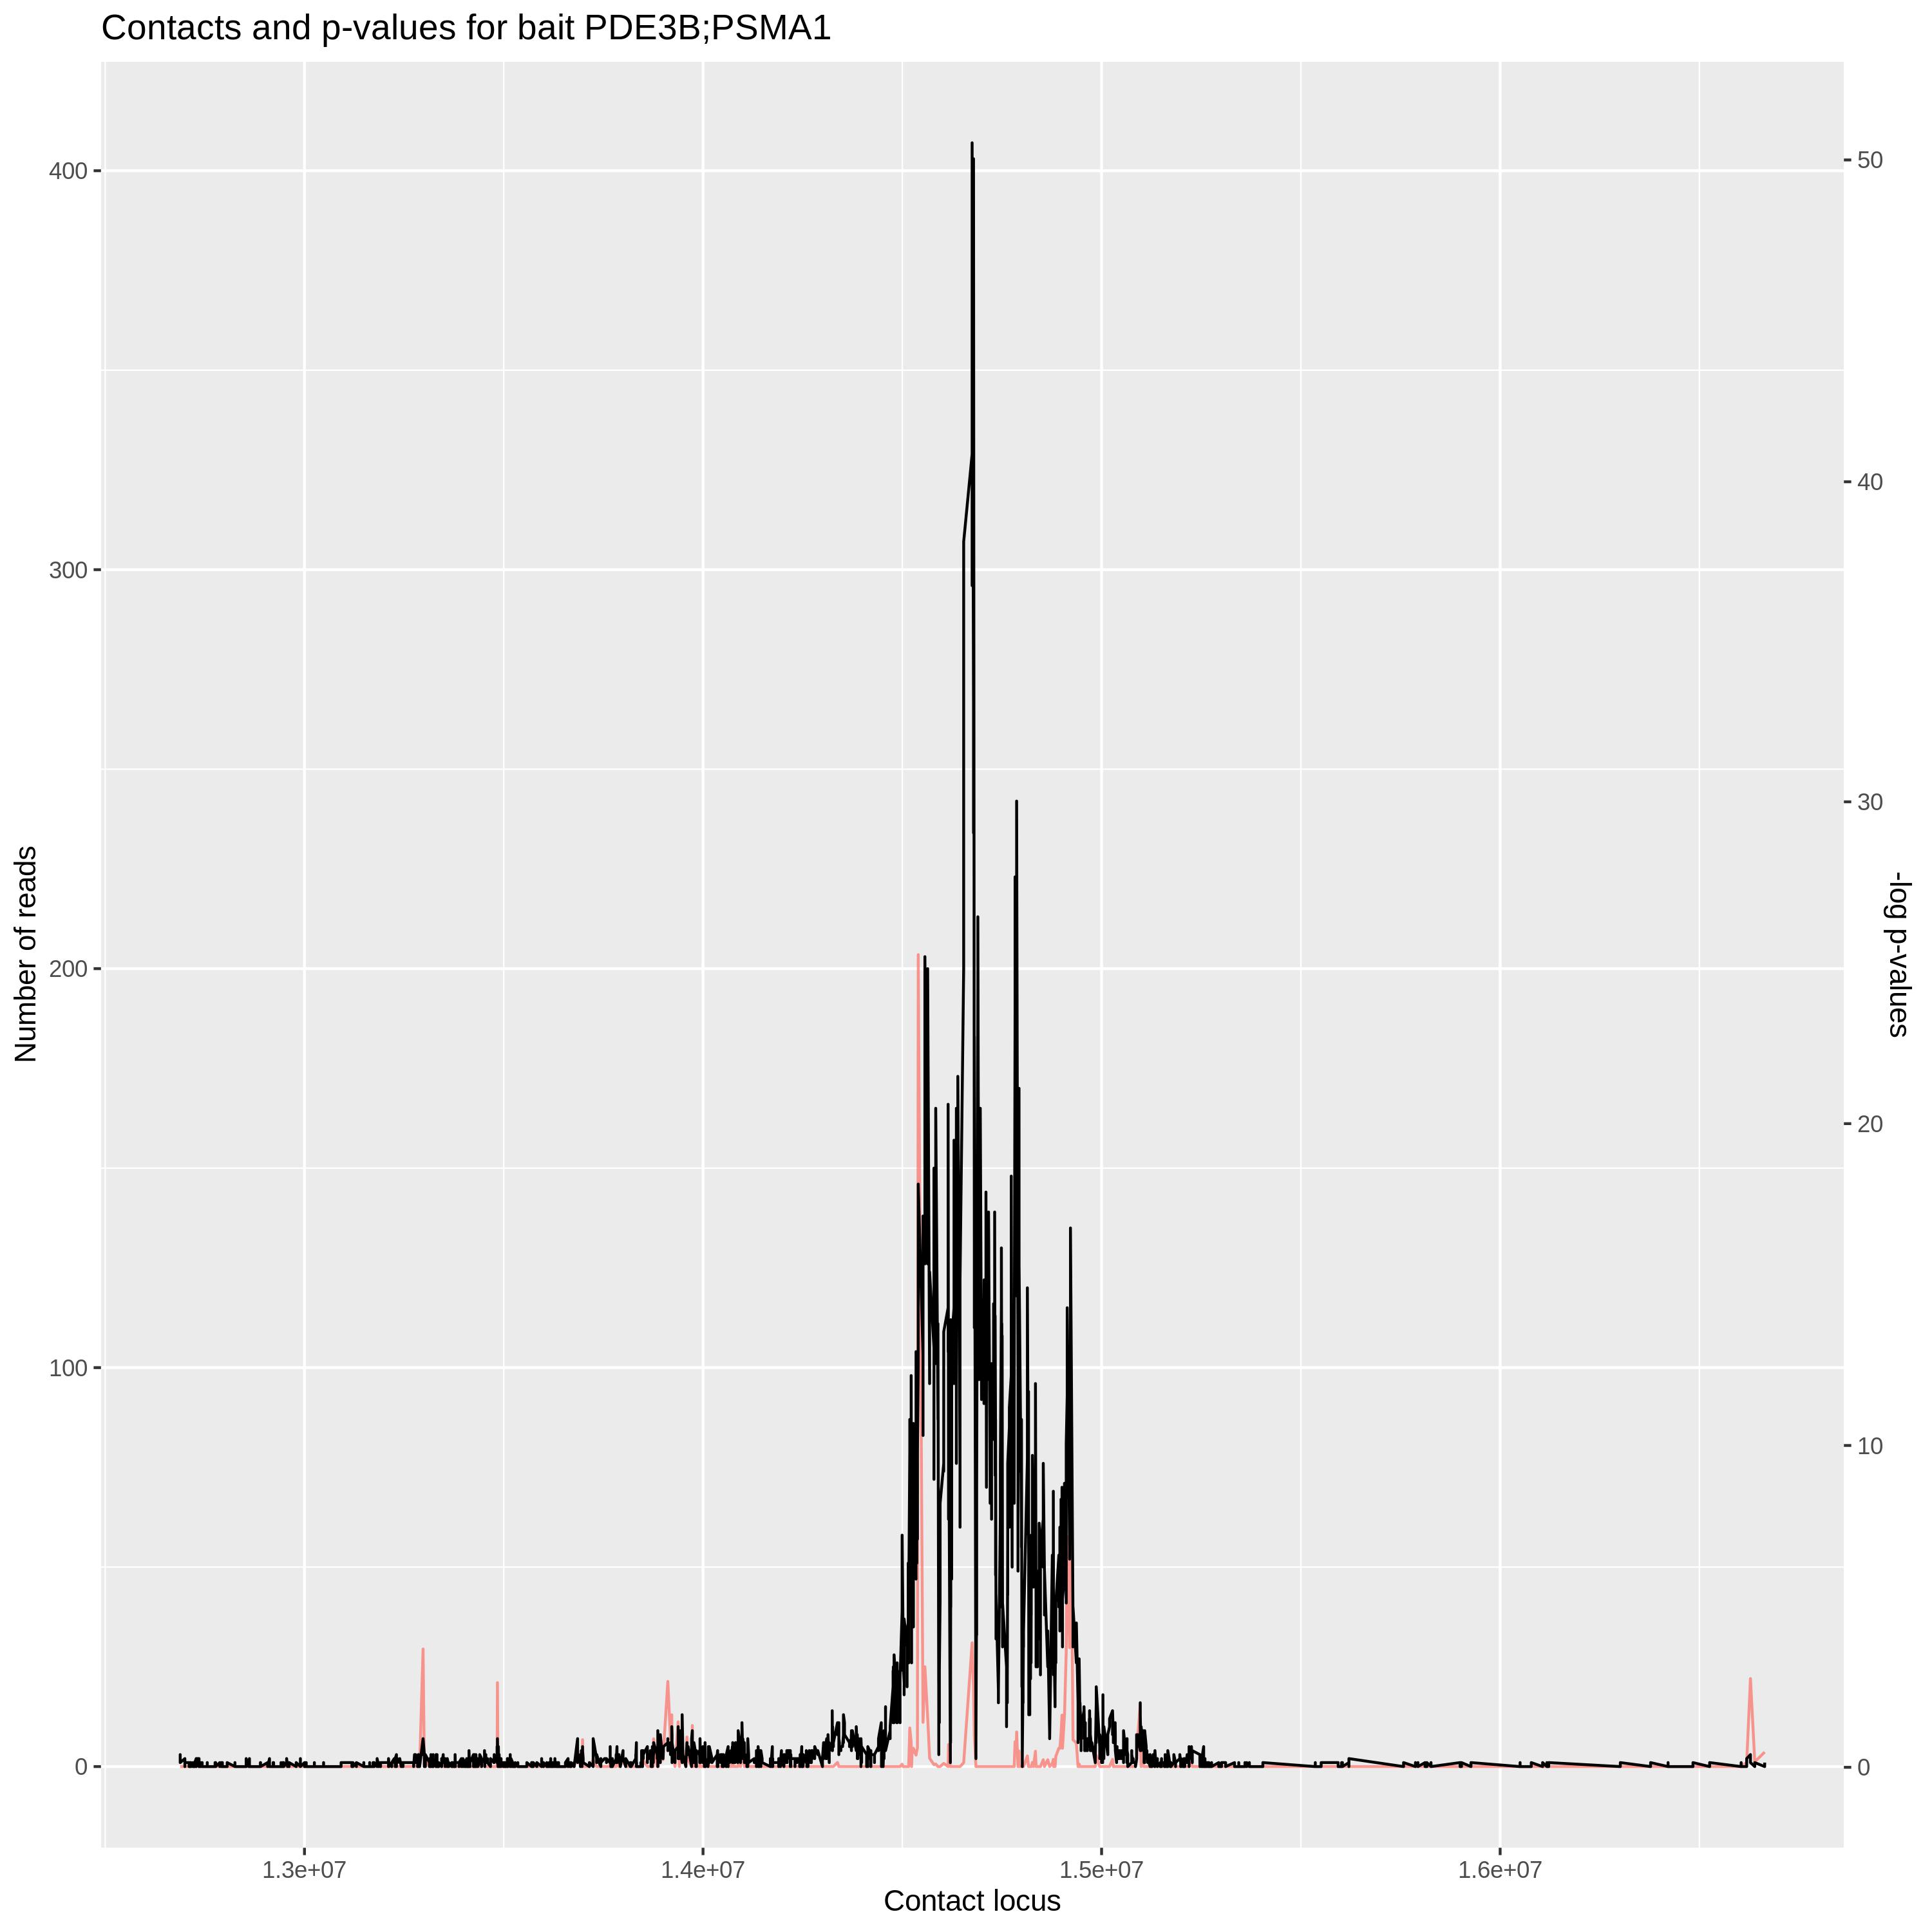 Contacts and p-values for bait PDE3B;PSMA1
400
300
200
100
0
Number of reads
50
40
30
20
10
0
-log p-values
1.3e+07
1.4e+07
1.5e+07
1.6e+07
Contact locus